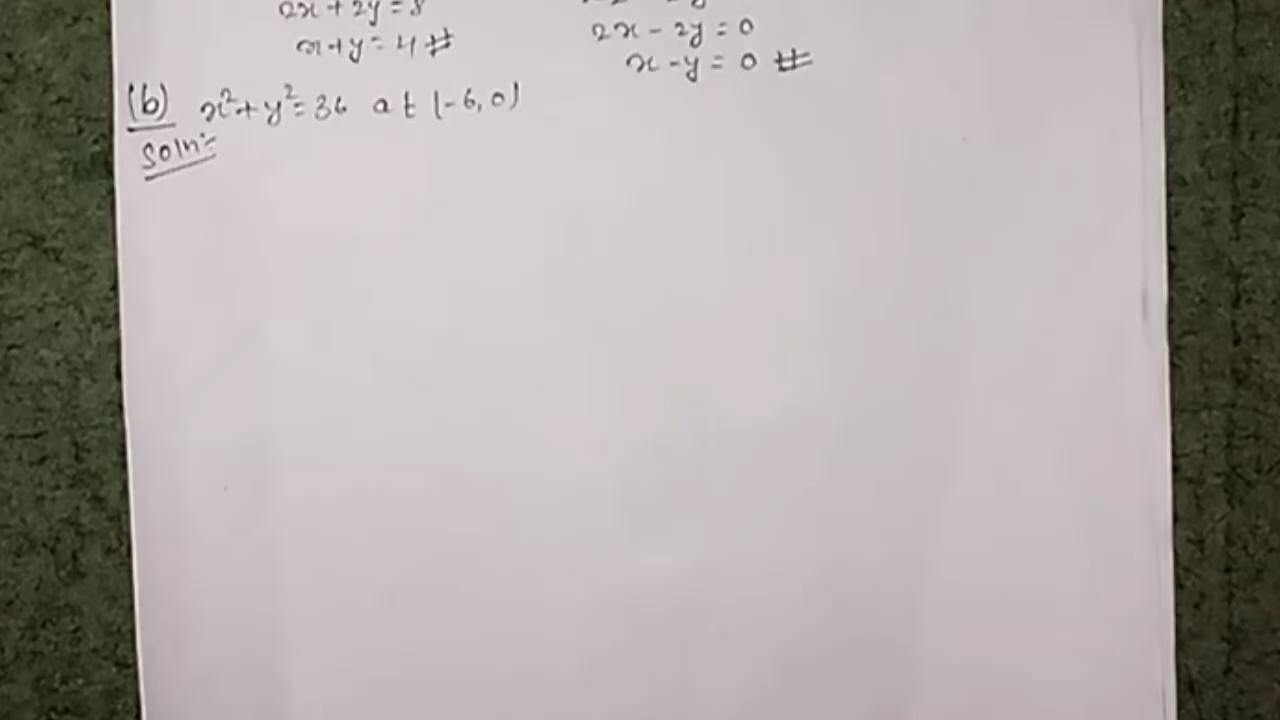 2x + 2y = 8
x + y = 4 #
2x - 2y = 0
x - y = 0 #
(b) x² + y² = 36 at (-6, 0)
Soln: